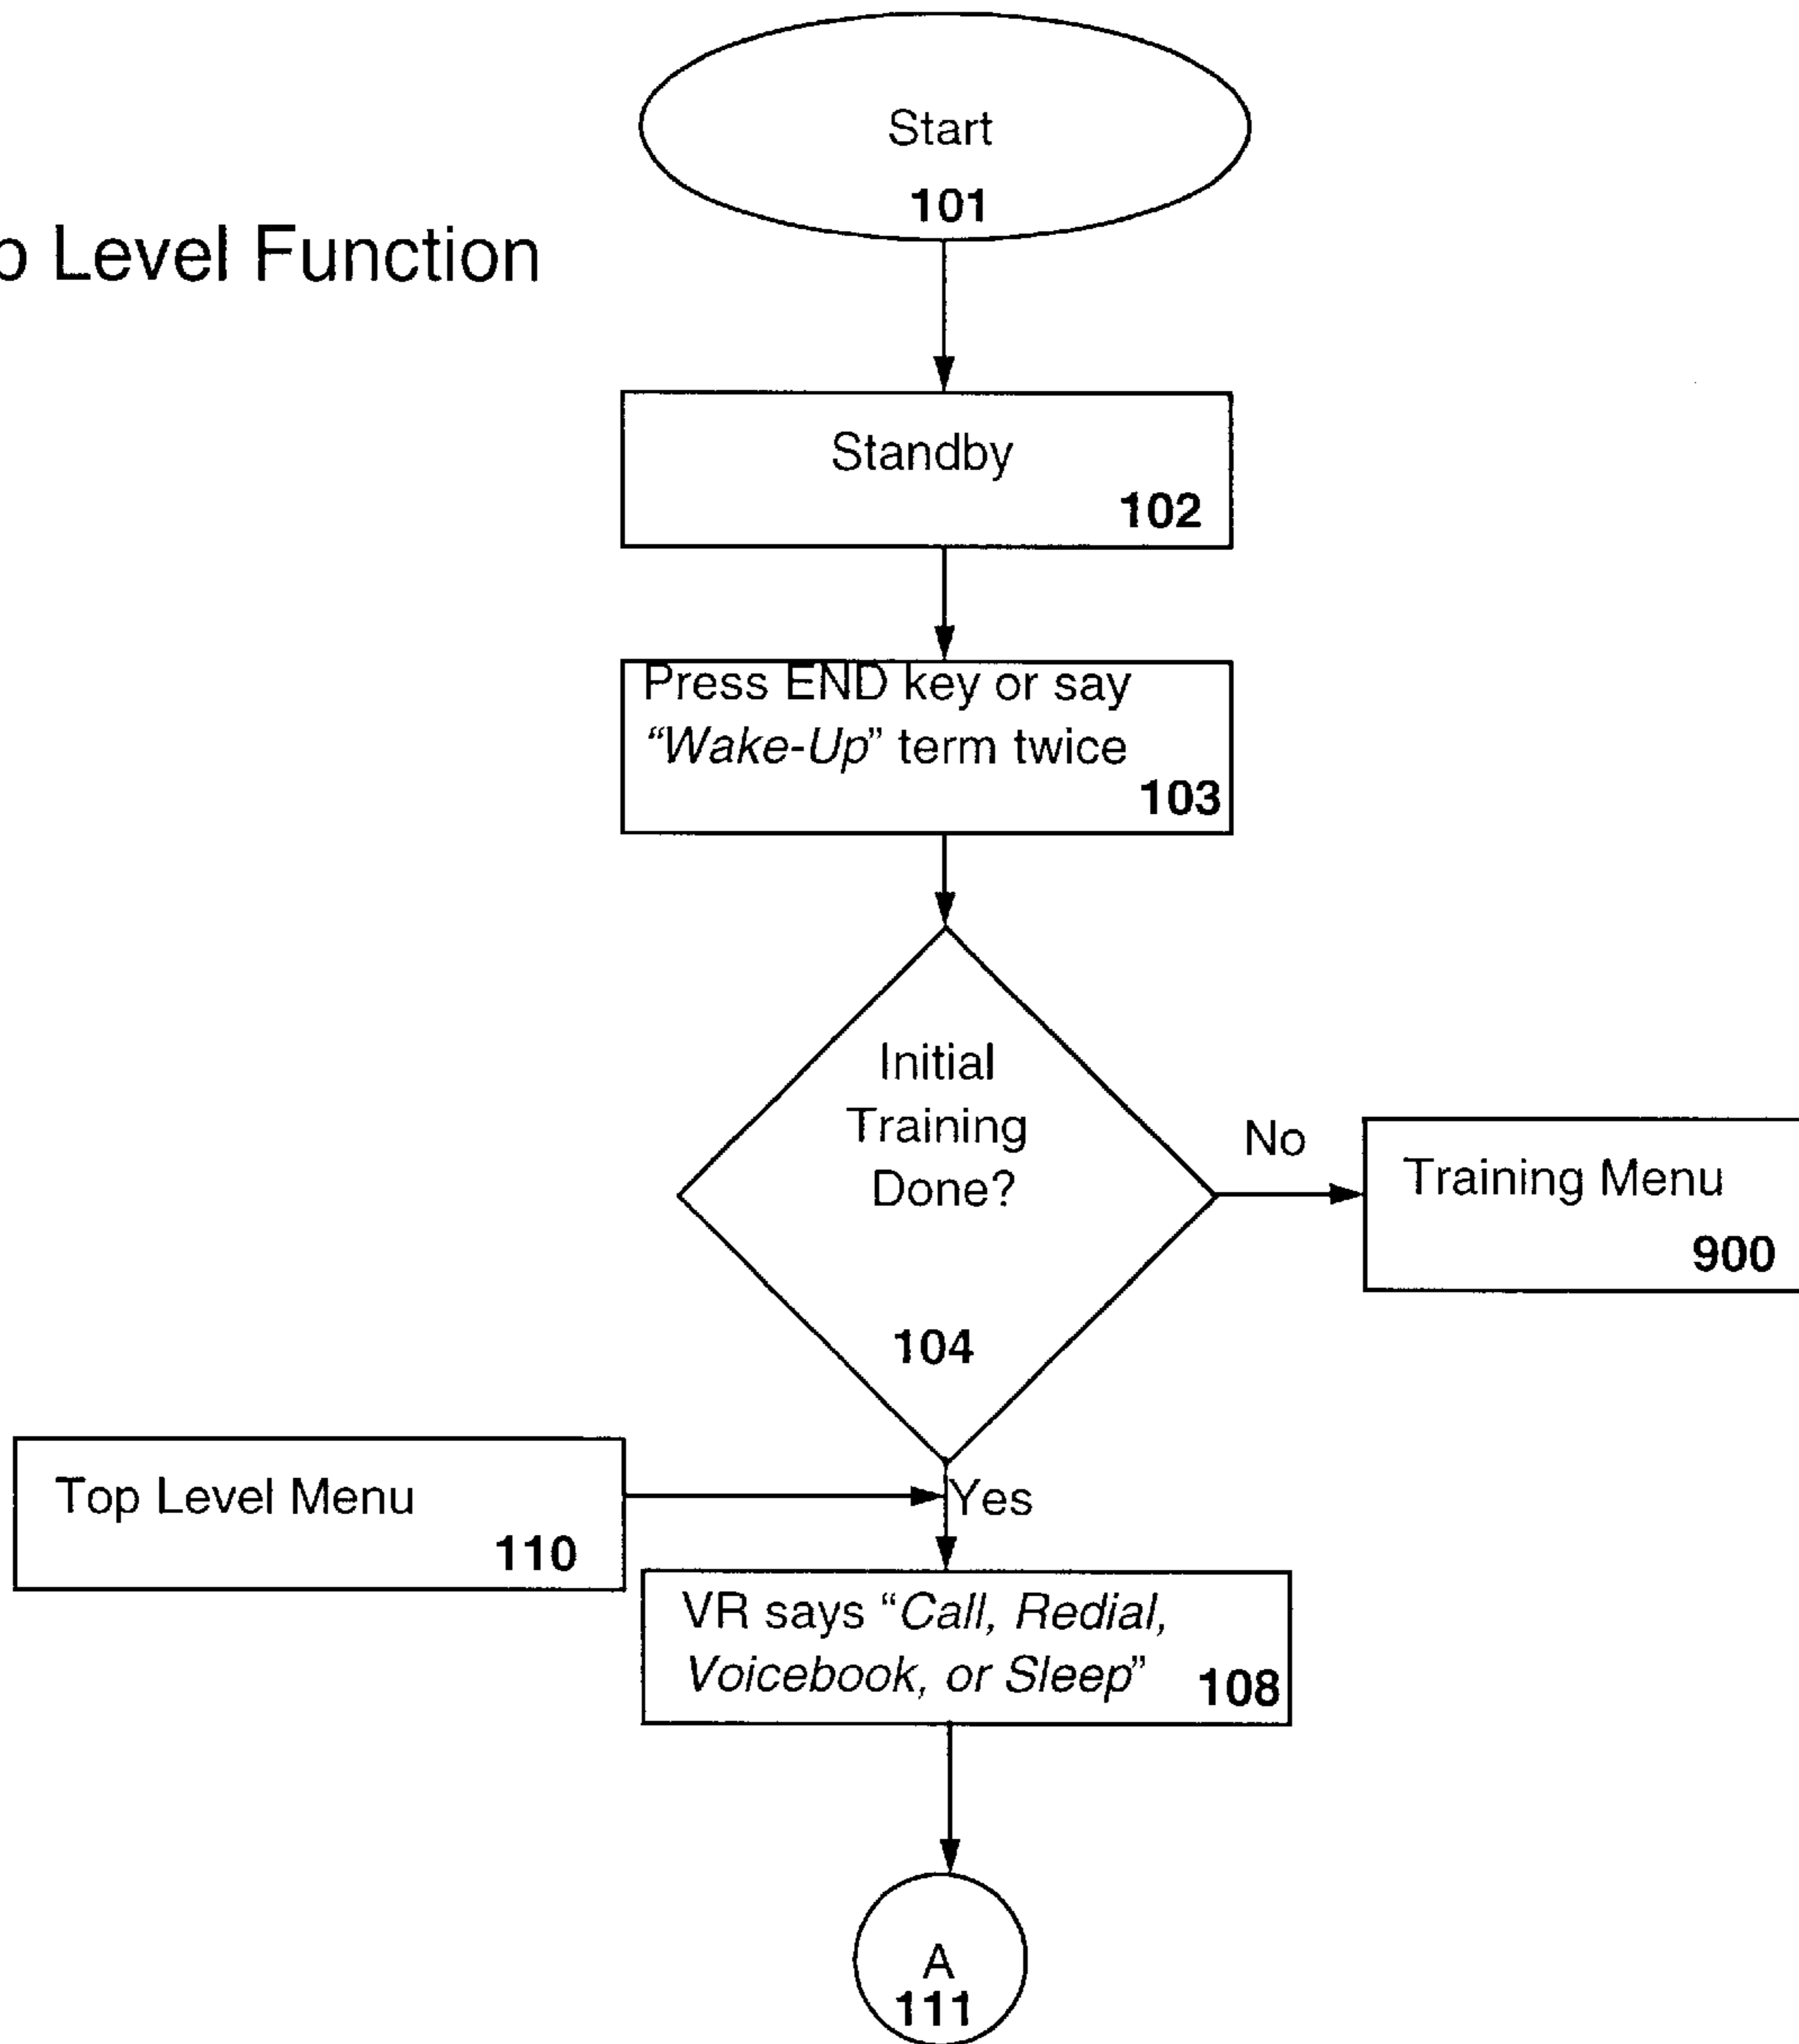 Start
101
Level Function
Standby
102
Press END key or say
“Wake-Up” term twice
103
Initial
Training
Done?
104
No
Training Menu
900
Top Level Menu
110
Yes
VR says “Call, Redial,
Voicebook, or Sleep”
108
A
111